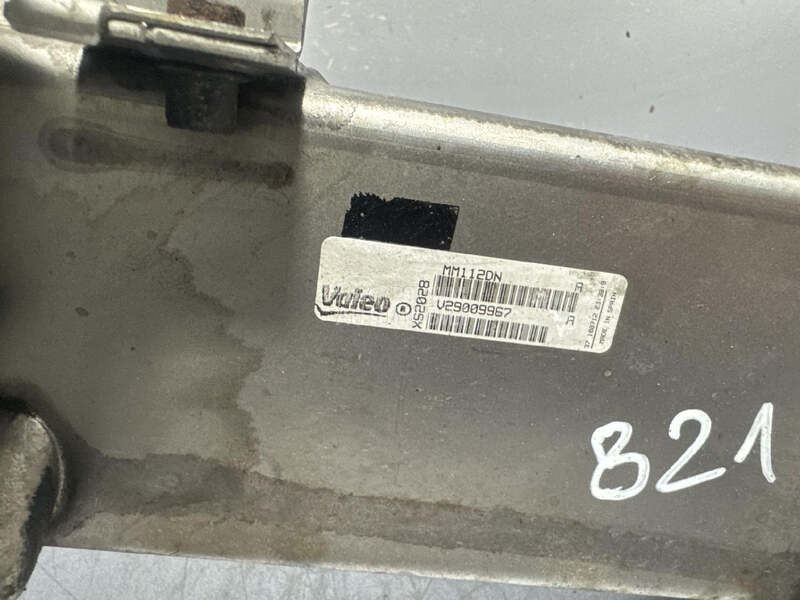 Valeo ®
XS2028
MM112DN
A
V29009967
A
MADE IN SPAIN
821